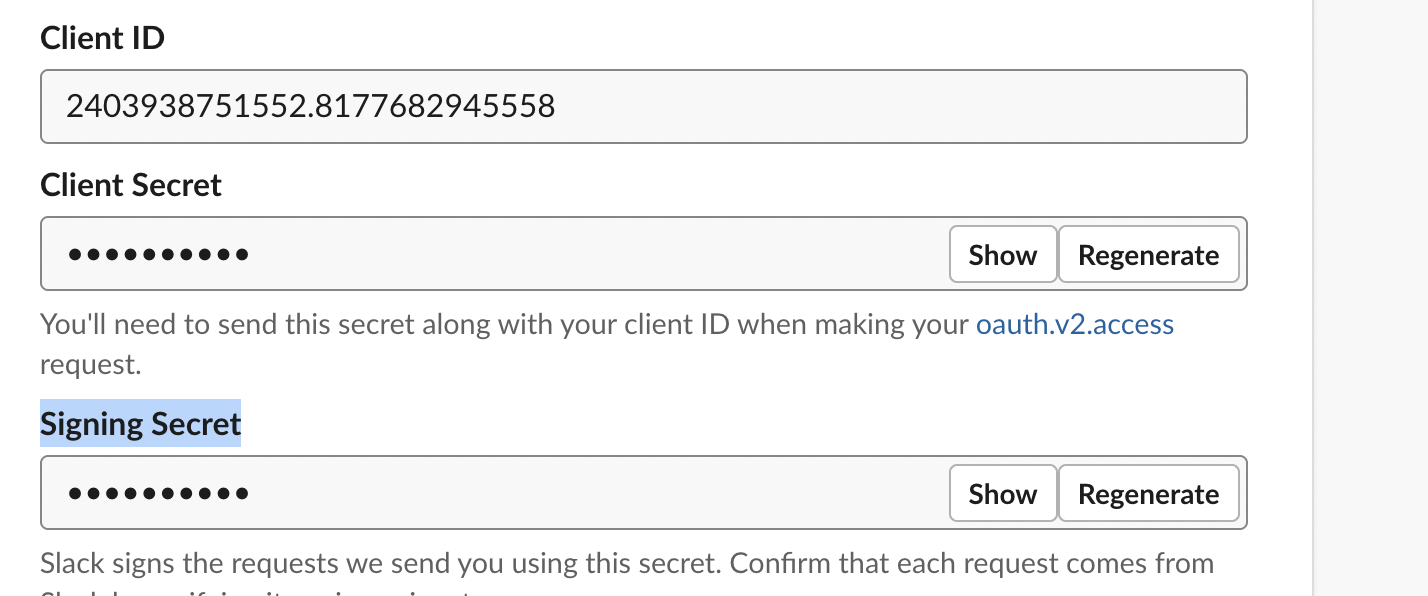 Client ID
2403938751552.8177682945558
Client Secret
•••••••••• Show Regenerate
You'll need to send this secret along with your client ID when making your oauth.v2.access
request.
Signing Secret
•••••••••• Show Regenerate
Slack signs the requests we send you using this secret. Confirm that each request comes from